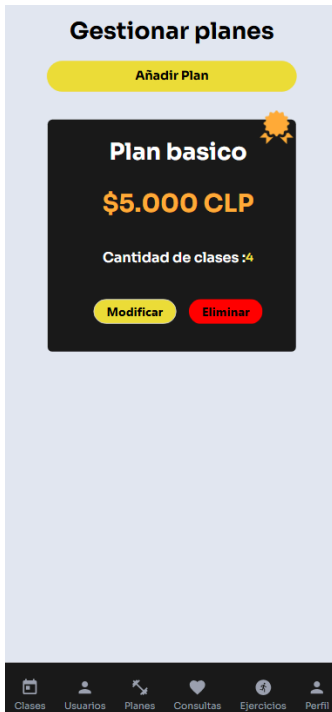 Gestionar planes
Añadir Plan
Plan basico
$5.000 CLP
Cantidad de clases :4
Modificar Eliminar
Clases Usuarios Planes Consultas Ejercicios Perfil